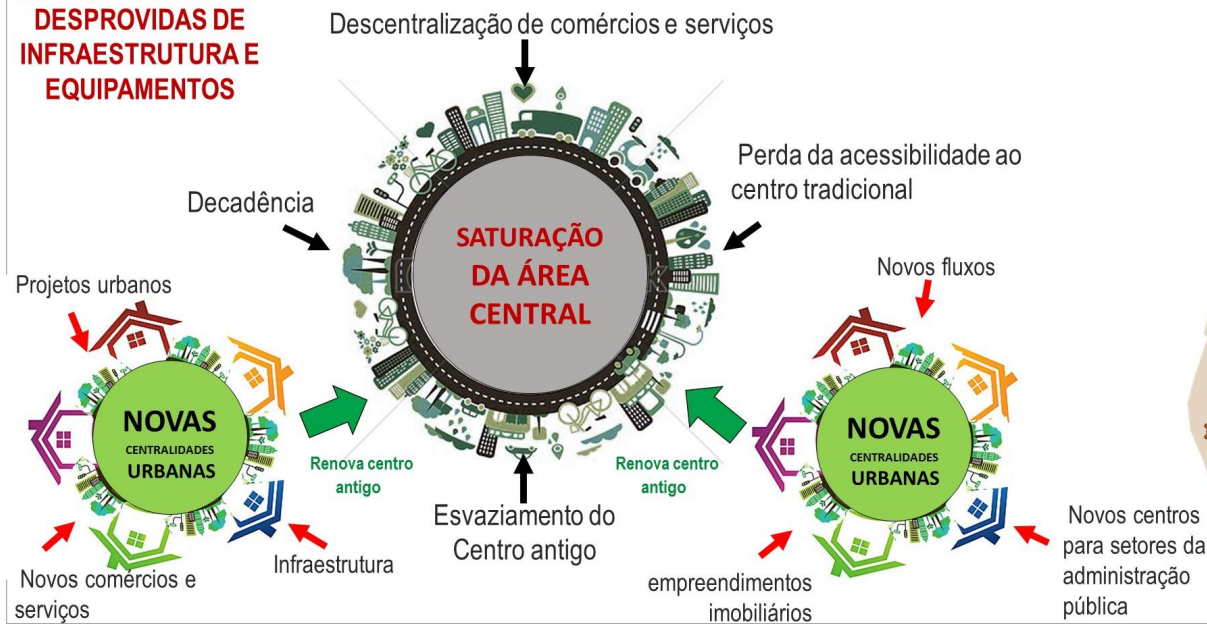 DESPROVIDAS DE
INFRAESTRUTURA E
EQUIPAMENTOS
Descentralização de comércios e serviços
Perda da acessibilidade ao
centro tradicional
Decadência
SATURAÇÃO
DA ÁREA
CENTRAL
Projetos urbanos
Novos fluxos
NOVAS
CENTRALIDADES
URBANAS
NOVAS
CENTRALIDADES
URBANAS
Renova centro
antigo
Renova centro
antigo
Esvaziamento do
Centro antigo
Infraestrutura
Novos comércios e
serviços
empreendimentos
imobiliários
Novos centros
para setores da
administração
pública